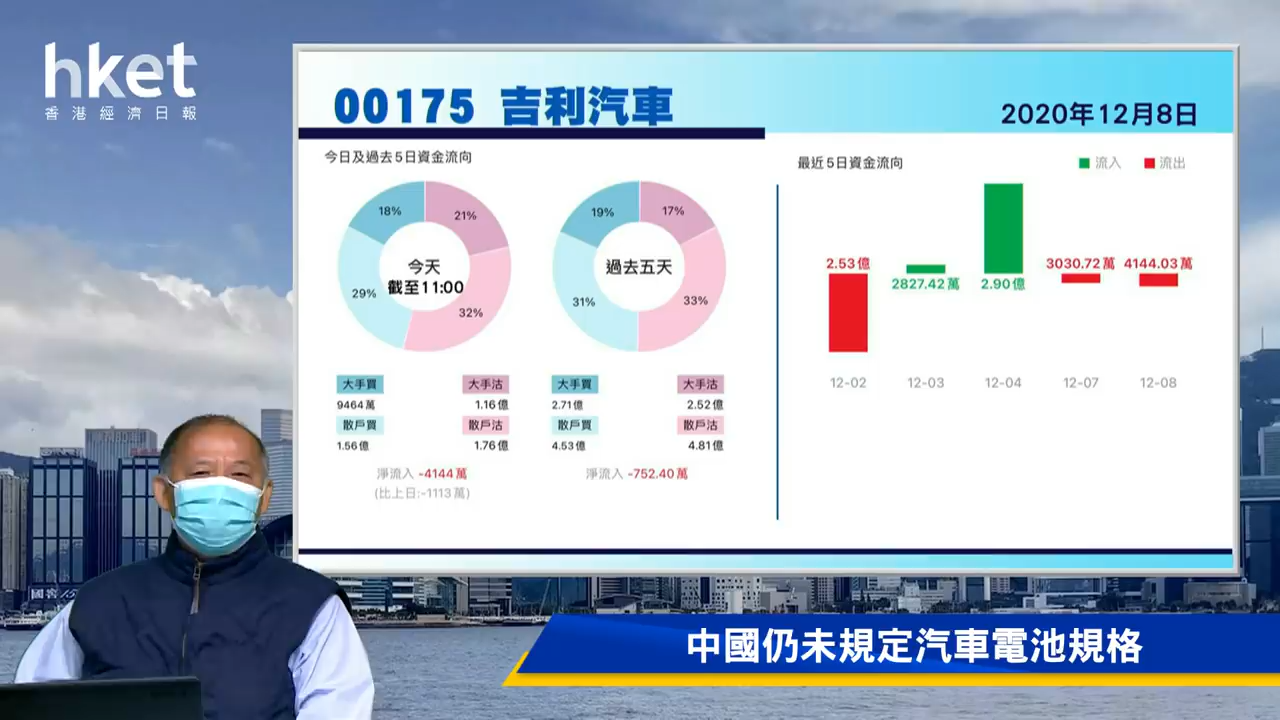 hket
香港經濟日報
00175 吉利汽車
2020年12月8日
今日及過去5日資金流向
18%
21%
29%
32%
今天
截至11:00
19%
17%
31%
33%
過去五天
大手買
大手沽
9464萬
1.16億
散戶買
散戶沽
1.56億
1.76億
淨流入 -4144萬
(比上日:-1113萬)
大手買
大手沽
2.71億
2.52億
散戶買
散戶沽
4.53億
4.81億
淨流入 -752.40萬
最近5日資金流向
流入
流出
2.53億
2827.42萬
2.90億
3030.72萬
4144.03萬
12-02
12-03
12-04
12-07
12-08
中國仍未規定汽車電池規格